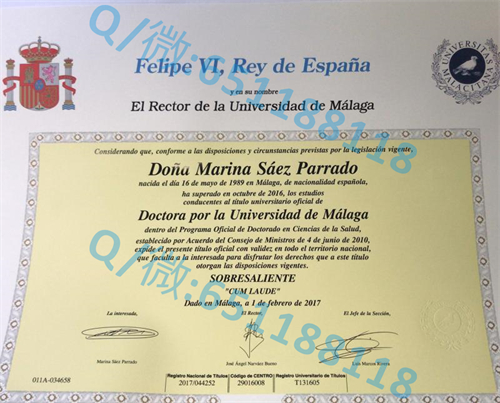 Felipe VI, Rey de España
y en su nombre
El Rector de la Universidad de Málaga
UNIVERSITAS MALACITANA
Considerando que, conforme a las disposiciones y circunstancias previstas por la legislación vigente,
Doña Marina Sáez Parrado
nacida el día 16 de mayo de 1989 en Málaga, de nacionalidad española,
ha superado en octubre de 2016, los estudios
conducentes al título universitario oficial de
Doctora por la Universidad de Málaga
dentro del Programa Oficial de Doctorado en Ciencias de la Salud,
establecido por Acuerdo del Consejo de Ministros de 4 de junio de 2010,
expide el presente título oficial con validez en todo el territorio nacional,
que faculta a la interesada para disfrutar los derechos que a este título
otorgan las disposiciones vigentes.
SOBRESALIENTE
"CUM LAUDE"
Dado en Málaga, a 1 de febrero de 2017
La interesada, El Rector, El Jefe de la Sección,
Marina Sáez Parrado José Ángel Narváez Bueno Luis Marcos Rivera
011A-034658
Registro Nacional de Títulos Código de CENTRO Registro Universitario de Títulos
2017/044252 29016008 T131605
Q/微:651188118
Q/微:651188118